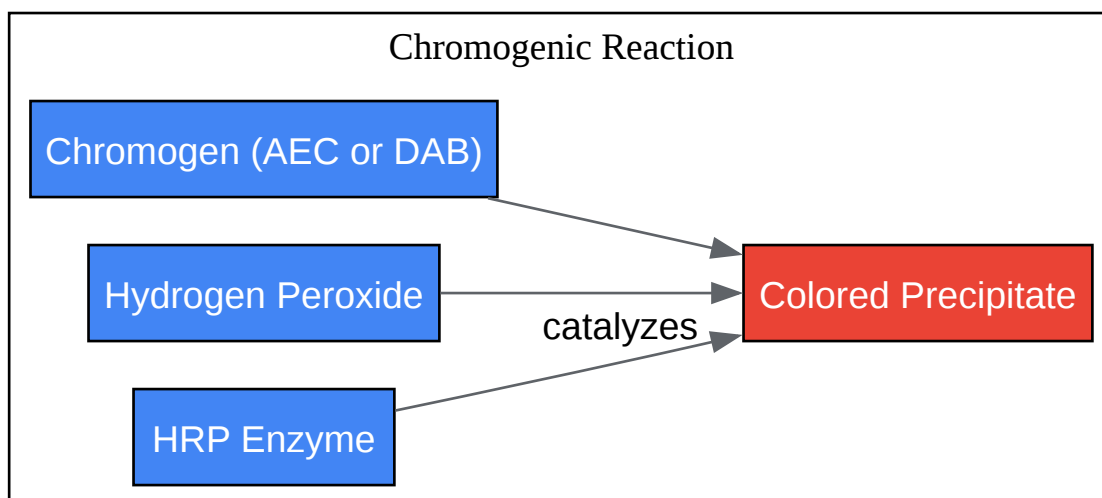 Chromogenic Reaction
Chromogen (AEC or DAB)
Hydrogen Peroxide
Colored Precipitate
catalyzes
HRP Enzyme